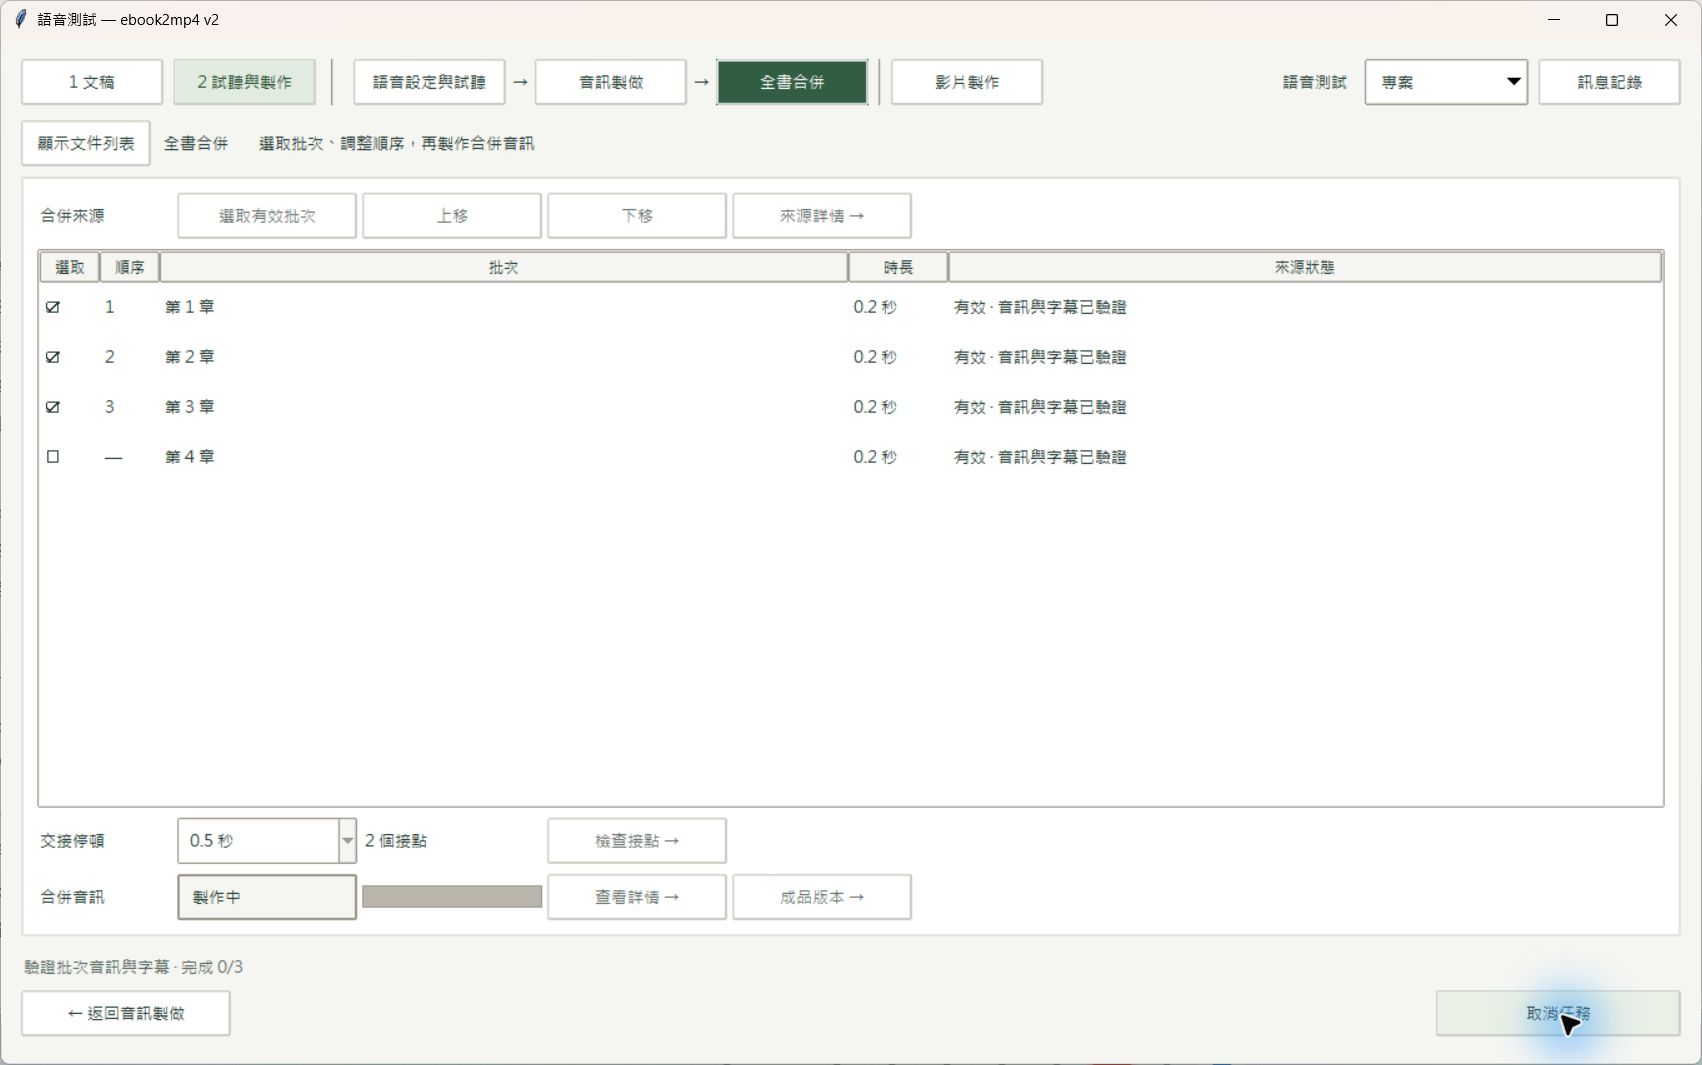 語音測試 — ebook2mp4 v2
1 文稿 2 試聽與製作 語音設定與試聽 → 音訊製做 → 全書合併 影片製作 語音測試 專案 訊息記錄
顯示文件列表 全書合併 選取批次、調整順序，再製作合併音訊
合併來源 選取有效批次 上移 下移 來源詳情 →
選取 順序 批次 時長 來源狀態
1 第 1 章 0.2 秒 有效 · 音訊與字幕已驗證
2 第 2 章 0.2 秒 有效 · 音訊與字幕已驗證
3 第 3 章 0.2 秒 有效 · 音訊與字幕已驗證
— 第 4 章 0.2 秒 有效 · 音訊與字幕已驗證
交接停頓 0.5 秒 2 個接點 檢查接點 →
合併音訊 製作中 查看詳情 → 成品版本 →
驗證批次音訊與字幕 · 完成 0/3
← 返回音訊製做 取消任務